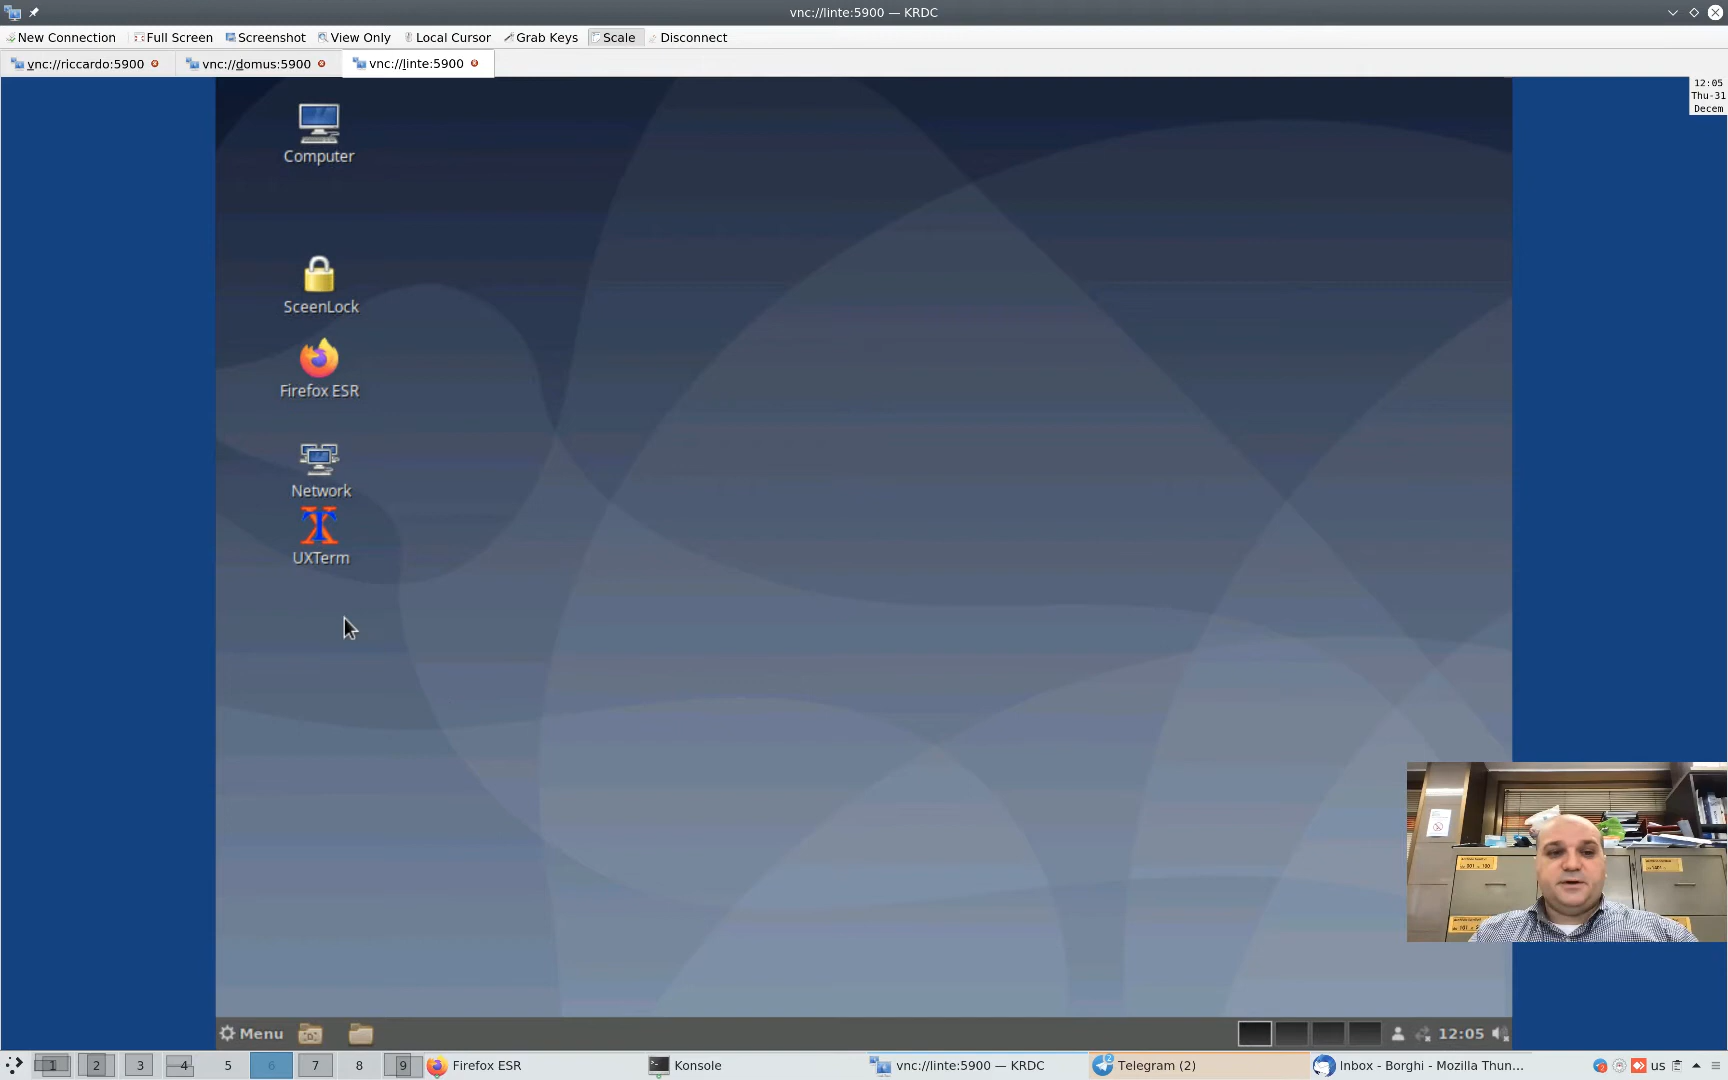 vnc://linte:5900 — KRDC
New Connection Full Screen Screenshot View Only Local Cursor Grab Keys Scale Disconnect
vnc://riccardo:5900 vnc://domus:5900 vnc://linte:5900
12:05
Thu-31
Decem
Computer
SceenLock
Firefox ESR
Network
UXTerm
Menu 12:05
1 2 3 4 5 6 7 8 9 Firefox ESR Konsole vnc://linte:5900 — KRDC Telegram (2) Inbox - Borghi - Mozilla Thun... us